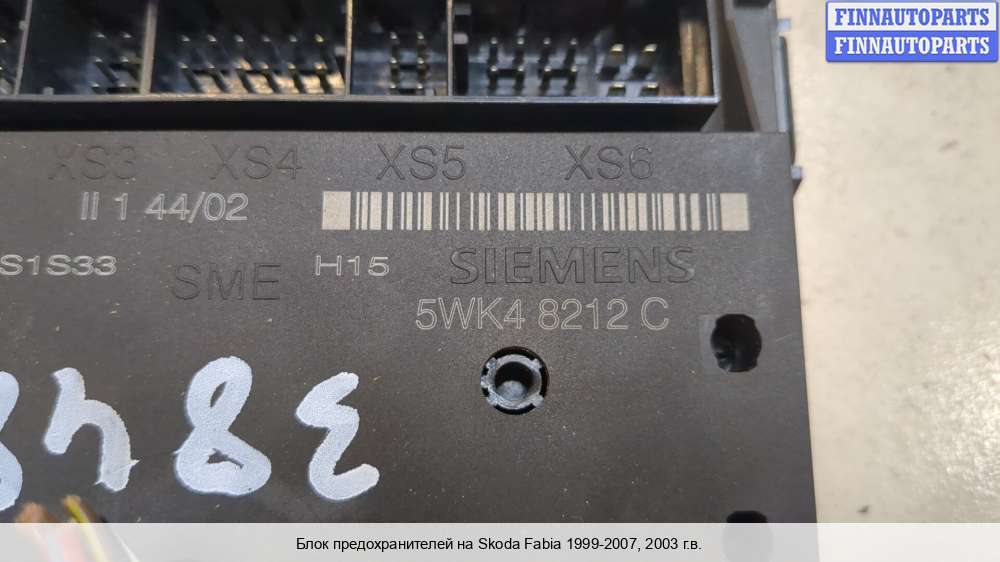 FINNAUTOPARTS
FINNAUTOPARTS
XS3 XS4 XS5 XS6
II 1 44/02
S1S33 SME H15 SIEMENS
5WK4 8212 C
Блок предохранителей на Skoda Fabia 1999-2007, 2003 г.в.